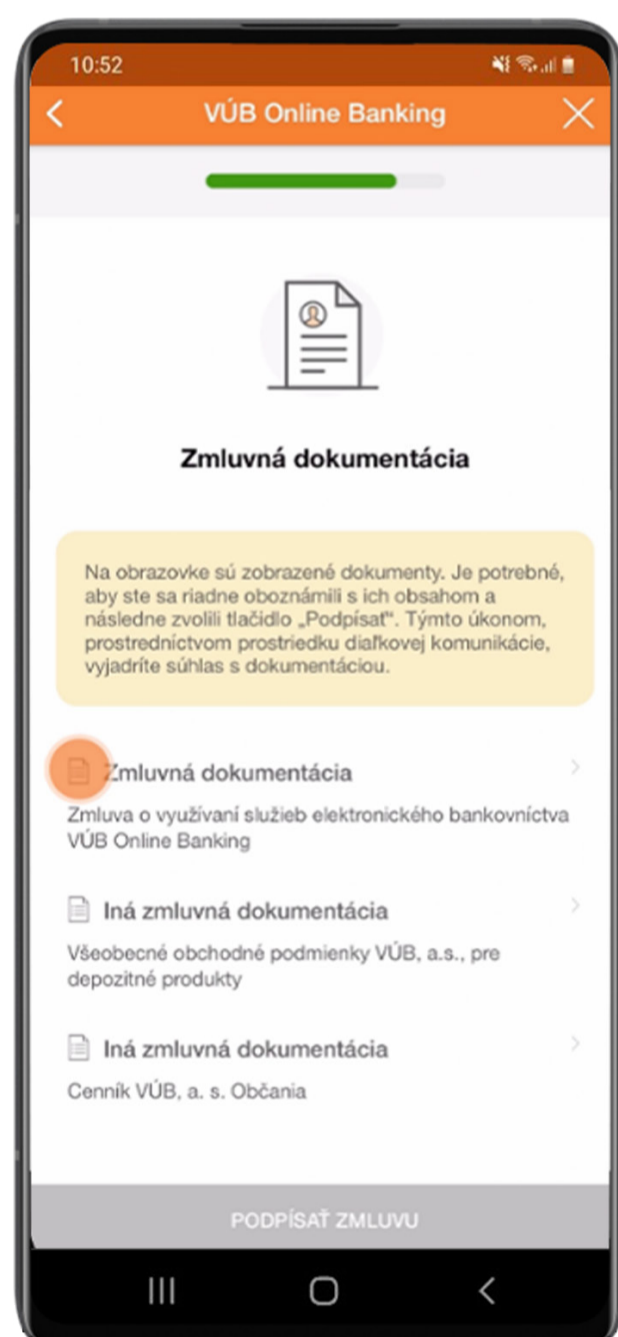 10:52
VÚB Online Banking
Zmluvná dokumentácia
Na obrazovke sú zobrazené dokumenty. Je potrebné,
aby ste sa riadne oboznámili s ich obsahom a
následne zvolili tlačidlo „Podpísať“. Týmto úkonom,
prostredníctvom prostriedku diaľkovej komunikácie,
vyjadríte súhlas s dokumentáciou.
Zmluvná dokumentácia
Zmluva o využívaní služieb elektronického bankovníctva
VÚB Online Banking
Iná zmluvná dokumentácia
Všeobecné obchodné podmienky VÚB, a.s., pre
depozitné produkty
Iná zmluvná dokumentácia
Cenník VÚB, a. s. Občania
PODPÍSAŤ ZMLUVU